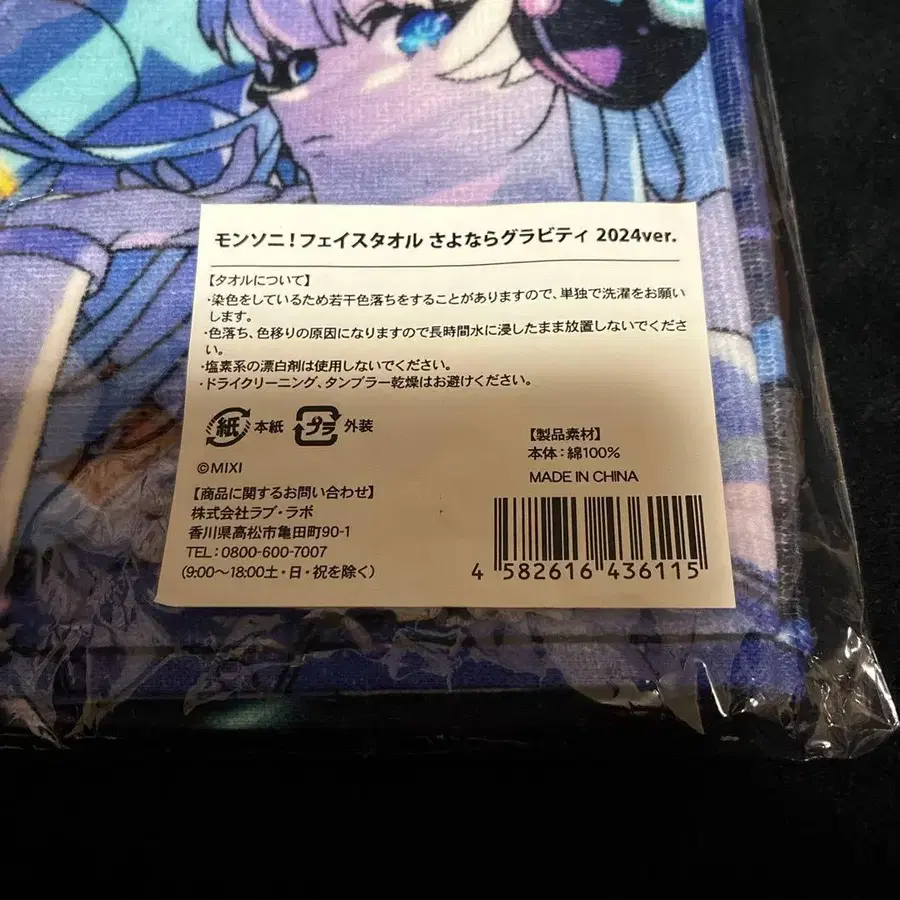 モンソニ！フェイスタオル さよならグラビティ 2024ver.
【タオルについて】
・染色をしているため若干色落ちをすることがありますので、単独で洗濯をお願い
します。
・色落ち、色移りの原因になりますので長時間水に浸したまま放置しないでくださ
い。
・塩素系の漂白剤は使用しないでください。
・ドライクリーニング、タンブラー乾燥はお避けください。
紙 本紙 プラ 外装
©MIXI
【製品素材】
本体：綿100%
MADE IN CHINA
【商品に関するお問い合わせ】
株式会社ラブ・ラボ
香川県高松市亀田町90-1
TEL：0800-600-7007
（9:00〜18:00土・日・祝を除く）
4 582616 436115